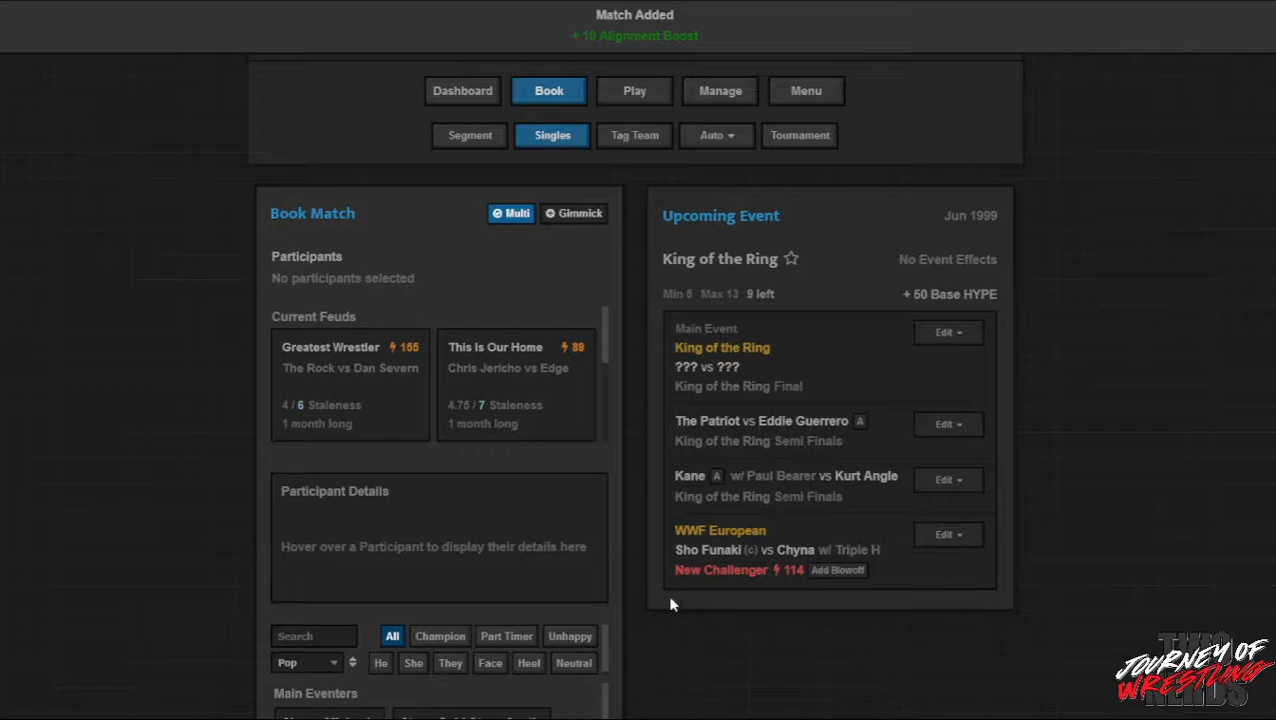 Match Added
+ 10 Alignment Boost
Dashboard Book Play Manage Menu
Segment Singles Tag Team Auto Tournament
Book Match Multi Gimmick
Participants
No participants selected
Current Feuds
Greatest Wrestler 155 This Is Our Home 89
The Rock vs Dan Severn Chris Jericho vs Edge
4 / 6 Staleness 4.75 / 7 Staleness
1 month long 1 month long
Participant Details
Hover over a Participant to display their details here
Search All Champion Part Timer Unhappy
Pop He She They Face Heel Neutral
Main Eventers
Upcoming Event Jun 1999
King of the Ring No Event Effects
Min 6 Max 13 9 left + 50 Base HYPE
Main Event Edit
King of the Ring
??? vs ???
King of the Ring Final
The Patriot vs Eddie Guerrero A Edit
King of the Ring Semi Finals
Kane A w/ Paul Bearer vs Kurt Angle Edit
King of the Ring Semi Finals
WWF European Edit
Sho Funaki (c) vs Chyna w/ Triple H
New Challenger 114 Add Blowoff
JOURNEY OF
WRESTLING
NERDS